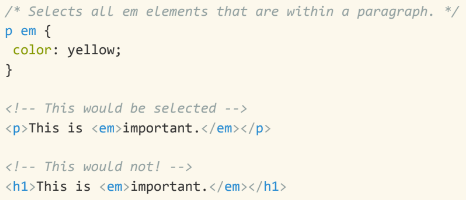 /* Selects all em elements that are within a paragraph. */
p em {
 color: yellow;
}
<!-- This would be selected -->
<p>This is <em>important.</em></p>
<!-- This would not! -->
<h1>This is <em>important.</em></h1>